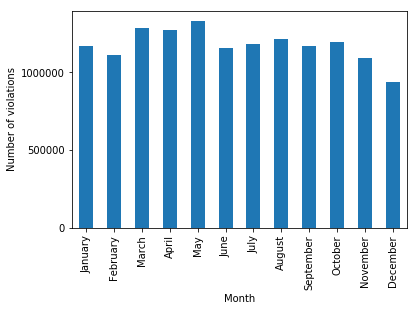 Number of violations
1000000
500000
0
January
February
March
April
May
June
July
August
September
October
November
December
Month